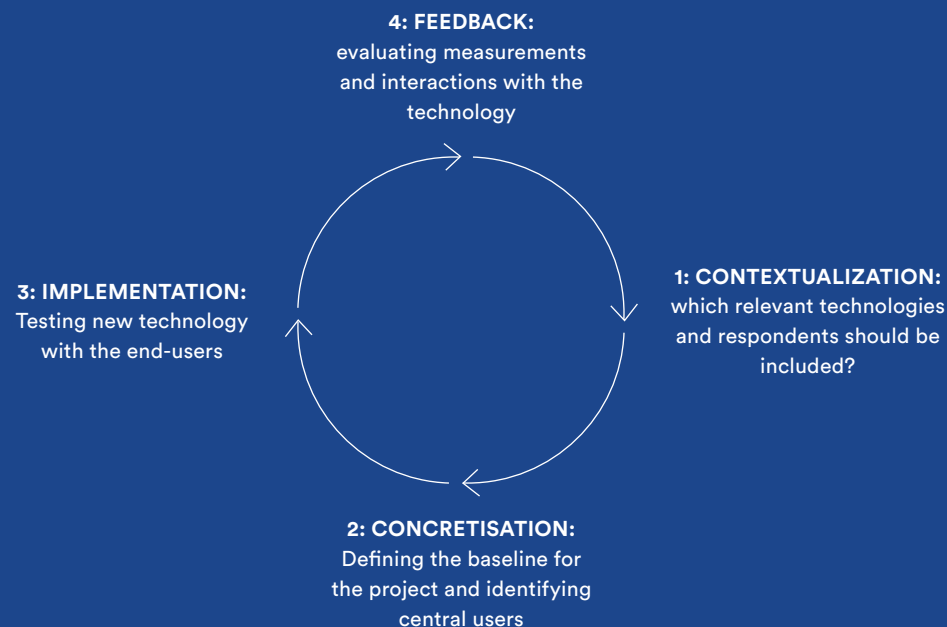 4: FEEDBACK:
evaluating measurements
and interactions with the
technology
1: CONTEXTUALIZATION:
which relevant technologies
and respondents should be
included?
2: CONCRETISATION:
Defining the baseline for
the project and identifying
central users
3: IMPLEMENTATION:
Testing new technology
with the end-users